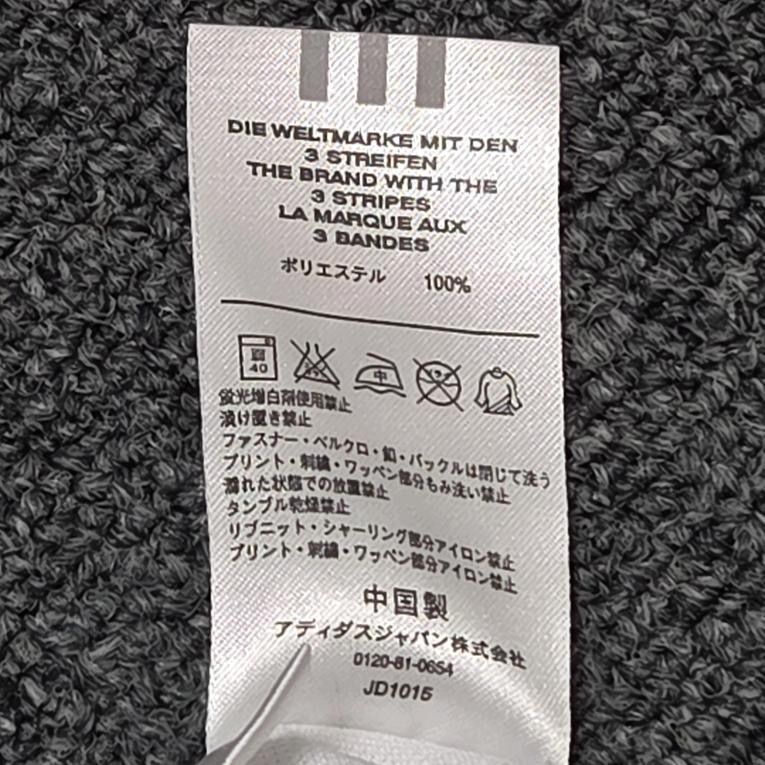 DIE WELTMARKE MIT DEN
3 STREIFEN
THE BRAND WITH THE
3 STRIPES
LA MARQUE AUX
3 BANDES
ポリエステル 100%
40 中
蛍光増白剤使用禁止
漬け置き禁止
ファスナー・ベルクロ・釦・バックルは閉じて洗う
プリント・刺繍・ワッペン部分もみ洗い禁止
濡れた状態での放置禁止
タンブル乾燥禁止
リブニット・シャーリング部分アイロン禁止
プリント・刺繍・ワッペン部分アイロン禁止
中国製
アディダスジャパン株式会社
0120-81-0654
JD1015